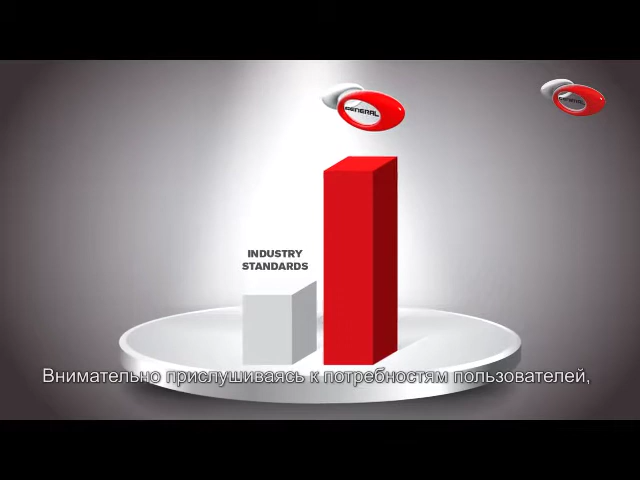 GENERAL
GENERAL
INDUSTRY
STANDARDS
Внимательно прислушиваясь к потребностям пользователей,